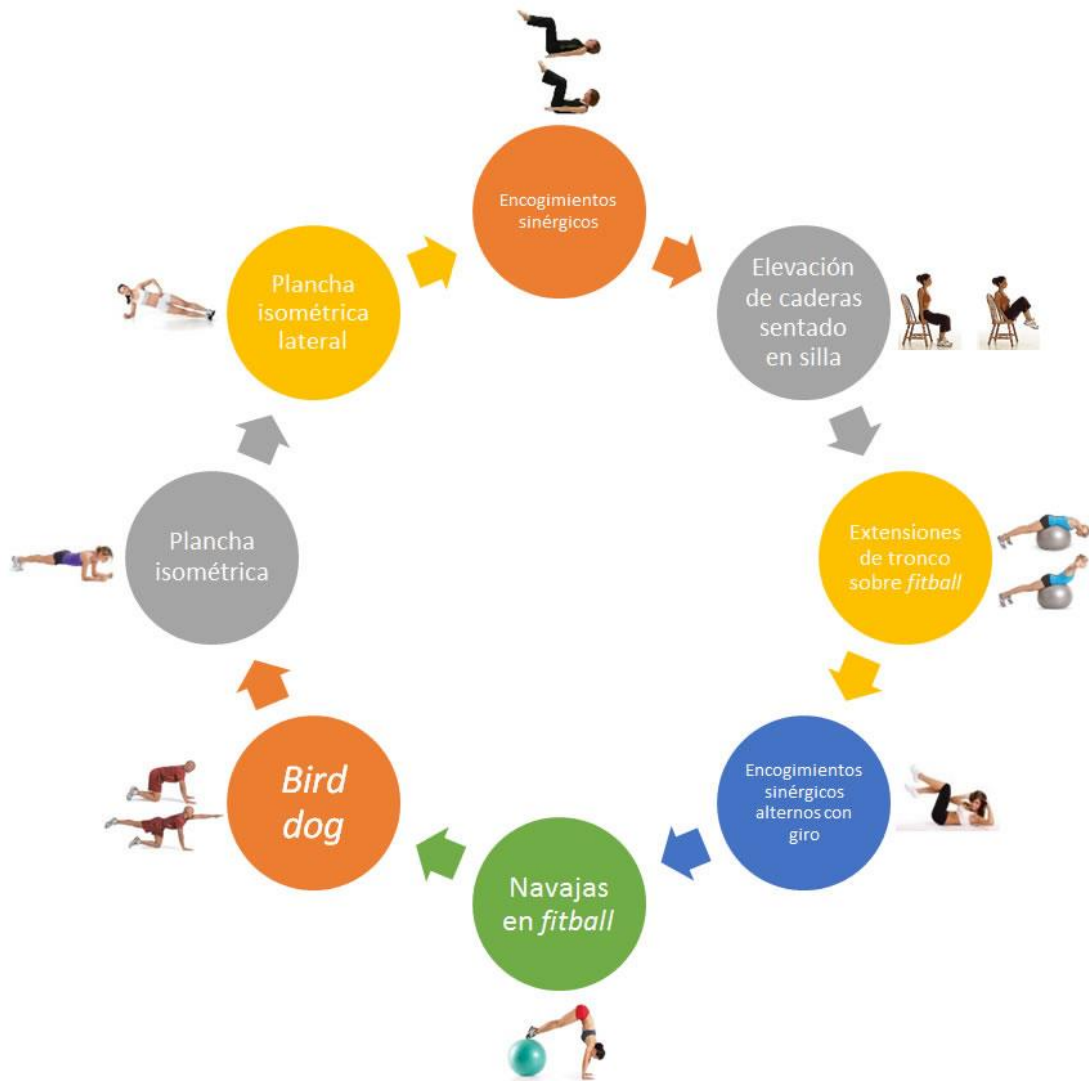 Encogimientos
sinérgicos
Elevación
de caderas
sentado
en silla
Extensiones
de tronco
sobre fitball
Encogimientos
sinérgicos
alternos con
giro
Navajas
en fitball
Bird
dog
Plancha
isométrica
Plancha
isométrica
lateral